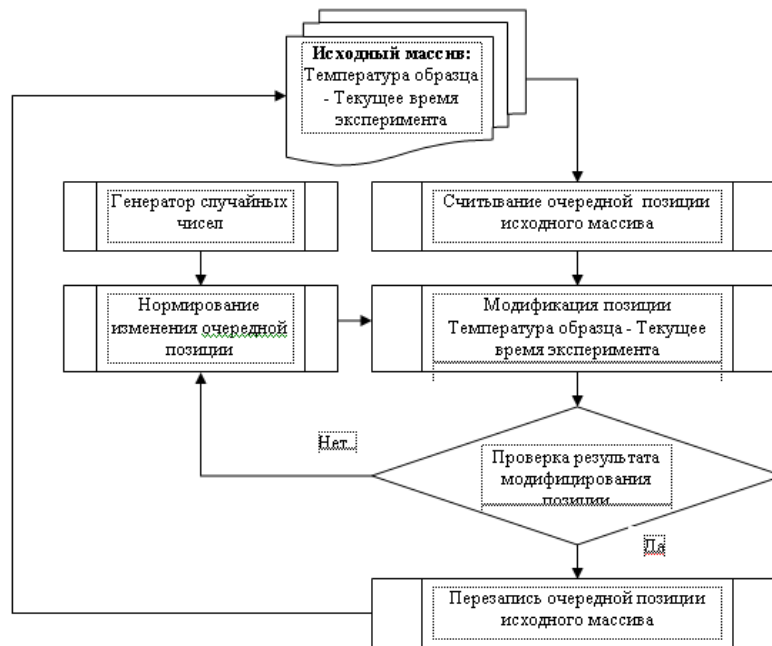 Исходный массив:
Температура образца
- Текущее время
эксперимента
Генератор случайных
чисел
Считывание очередной позиции
исходного массива
Нормирование
изменения очередной
позиции
Модификация позиции
Температура образца - Текущее
время эксперимента
Нет
Проверка результата
модифицирования
позиции
Да
Перезапись очередной позиции
исходного массива